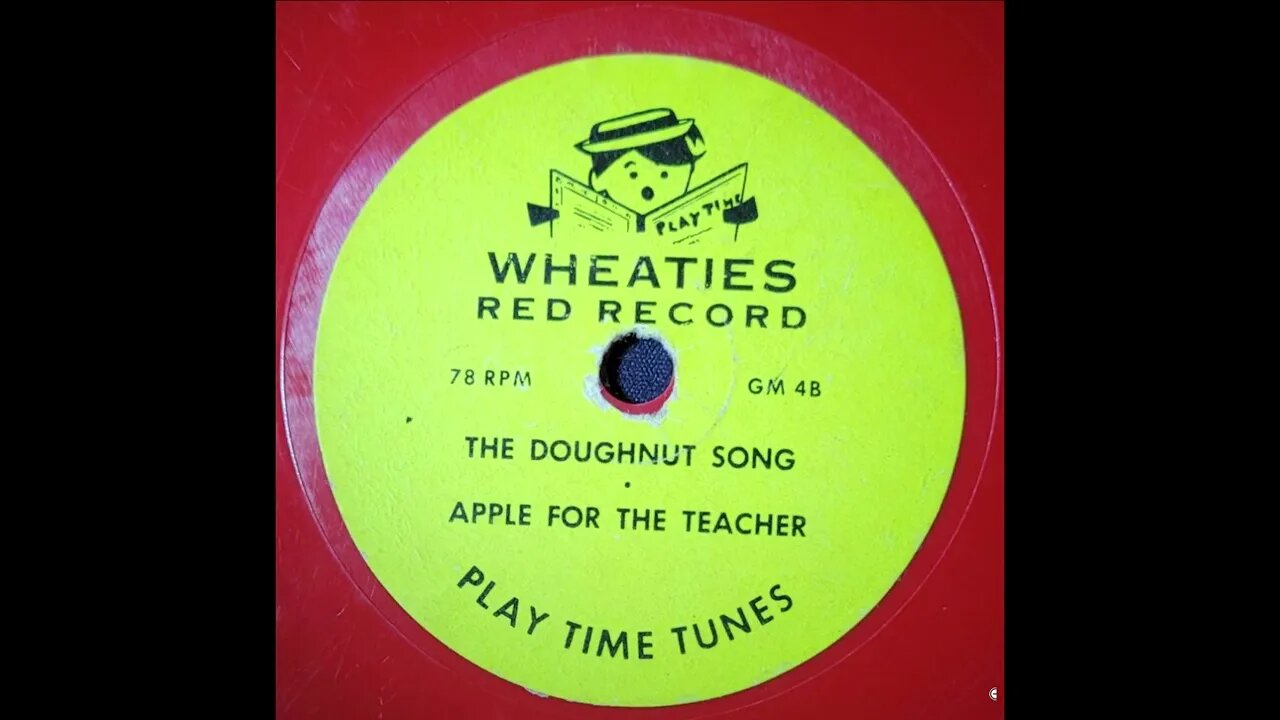 PLAY TIME
WHEATIES
RED RECORD
78 RPM
GM 4B
THE DOUGHNUT SONG
APPLE FOR THE TEACHER
PLAY TIME TUNES